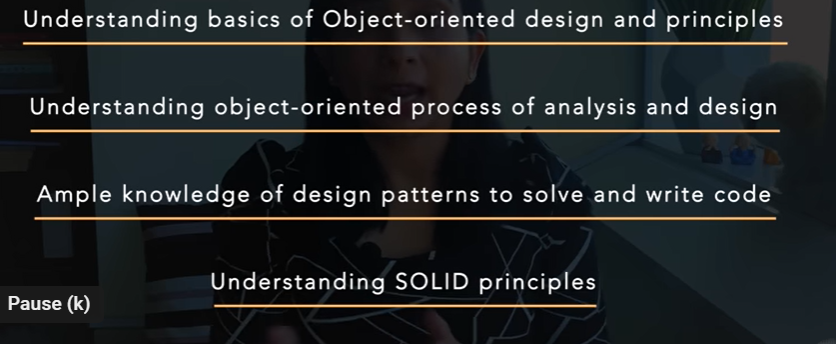 Understanding basics of Object-oriented design and principles
Understanding object-oriented process of analysis and design
Ample knowledge of design patterns to solve and write code
Understanding SOLID principles
Pause (k)